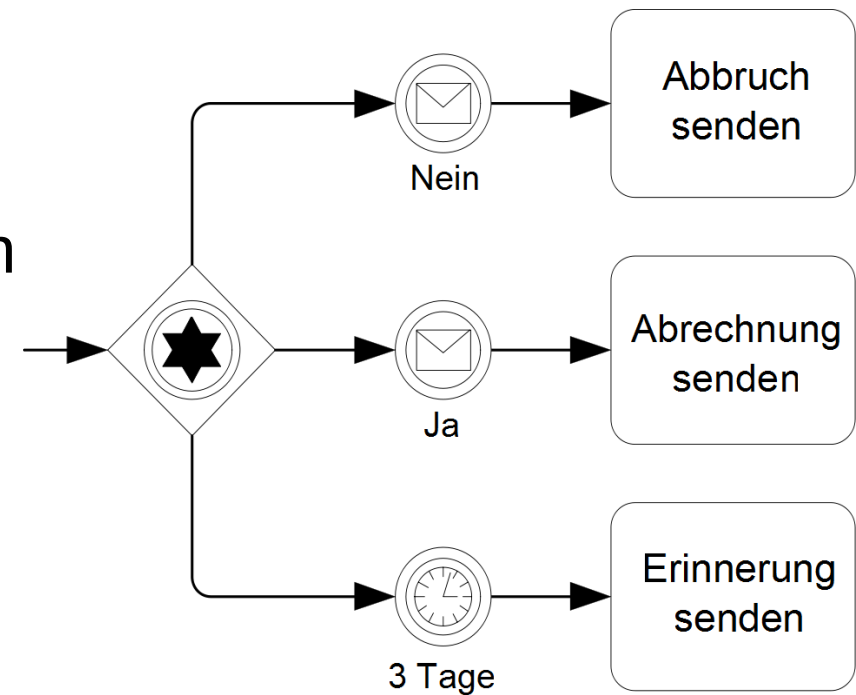 Abbruch
senden
Nein
n
Abrechnung
senden
Ja
Erinnerung
senden
3 Tage